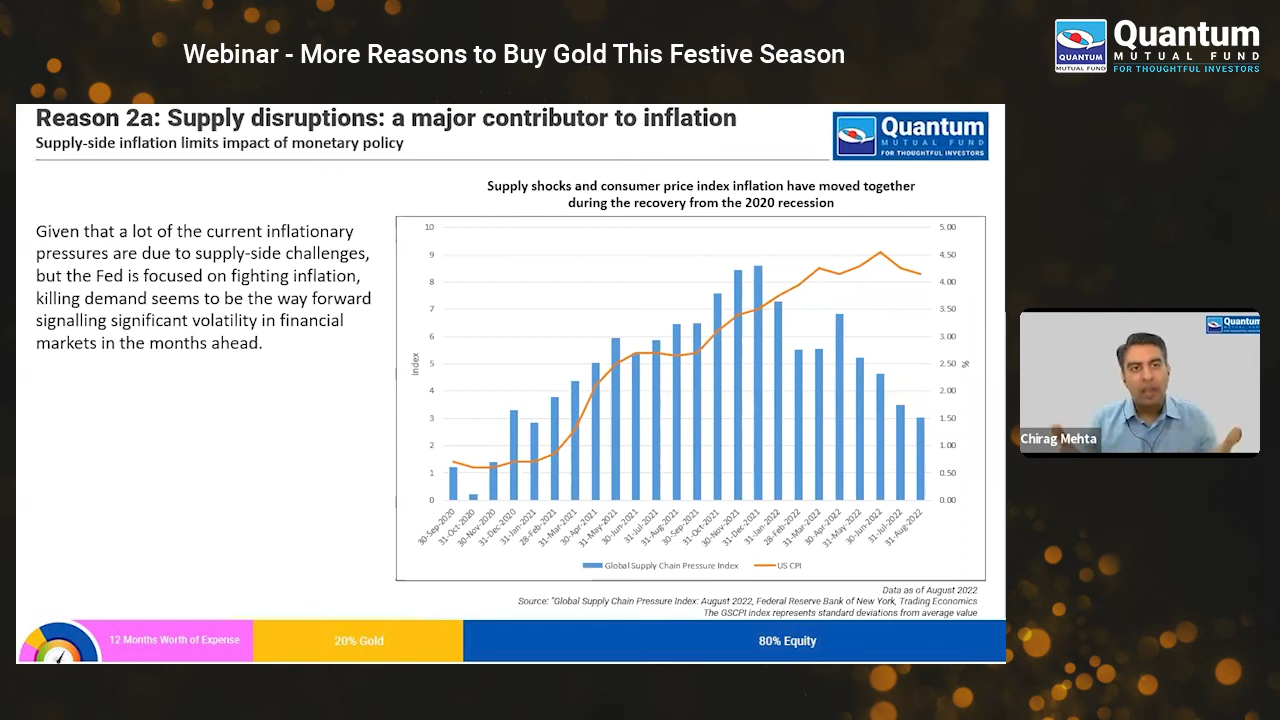 Webinar - More Reasons to Buy Gold This Festive Season
Quantum
MUTUAL FUND
FOR THOUGHTFUL INVESTORS
QUANTUM
MUTUAL FUND
Reason 2a: Supply disruptions: a major contributor to inflation
Supply-side inflation limits impact of monetary policy
Quantum
MUTUAL FUND
FOR THOUGHTFUL INVESTORS
Given that a lot of the current inflationary
pressures are due to supply-side challenges,
but the Fed is focused on fighting inflation,
killing demand seems to be the way forward
signalling significant volatility in financial
markets in the months ahead.
Supply shocks and consumer price index inflation have moved together
during the recovery from the 2020 recession
10
9
8
7
6
5
4
3
2
1
0
Index
5.00
4.50
4.00
3.50
3.00
2.50
2.00
1.50
1.00
0.50
0.00
%
30-Sep-2020
31-Oct-2020
30-Nov-2020
31-Dec-2020
31-Jan-2021
28-Feb-2021
31-Mar-2021
30-Apr-2021
31-May-2021
30-Jun-2021
31-Jul-2021
31-Aug-2021
30-Sep-2021
31-Oct-2021
30-Nov-2021
31-Dec-2021
31-Jan-2022
28-Feb-2022
31-Mar-2022
30-Apr-2022
31-May-2022
30-Jun-2022
31-Jul-2022
31-Aug-2022
Global Supply Chain Pressure Index
US CPI
Data as of August 2022
Source: "Global Supply Chain Pressure Index: August 2022, Federal Reserve Bank of New York, Trading Economics
The GSCPI index represents standard deviations from average value
12 Months Worth of Expense
20% Gold
80% Equity
Quantum
Chirag Mehta